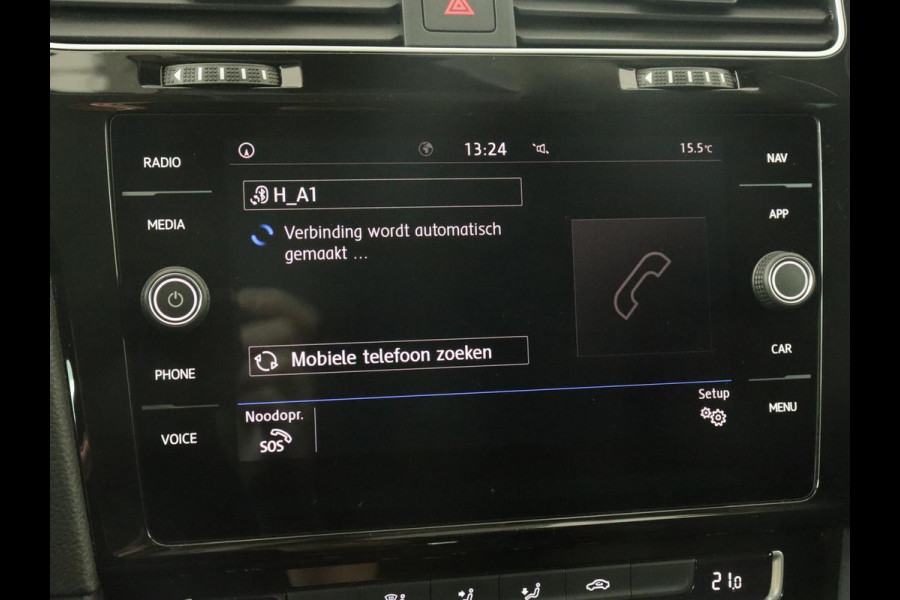 13:24
15.5°C
RADIO
NAV
H_A1
MEDIA
APP
Verbinding wordt automatisch
gemaakt ...
PHONE
CAR
Mobiele telefoon zoeken
Setup
MENU
Noodopr.
SOS
VOICE
21,0